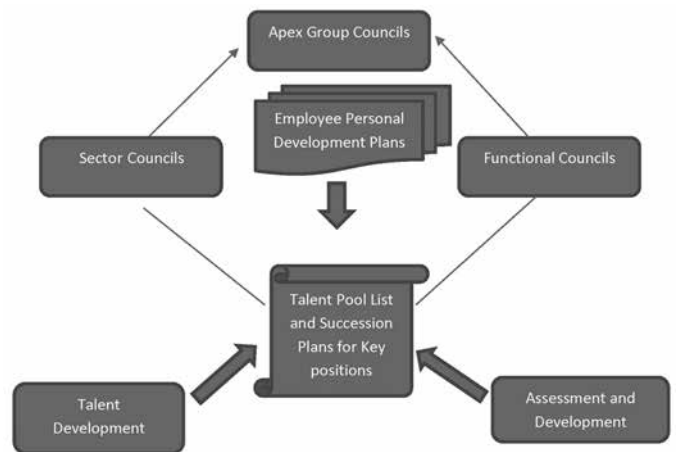 Apex Group Councils
Employee Personal
Development Plans
Sector Councils
Functional Councils
Talent Pool List
and Succession
Plans for Key
positions
Talent
Development
Assessment and
Development